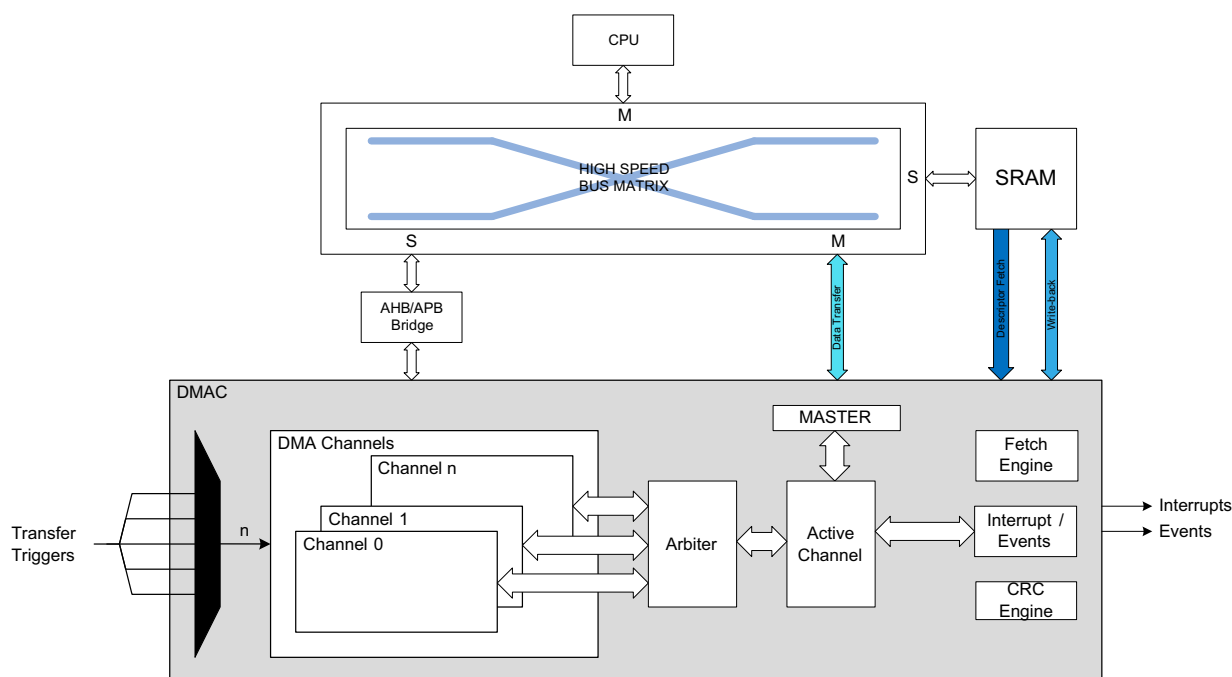 CPU
M
HIGH SPEED
BUS MATRIX
S
SRAM
S
M
AHB/APB
Bridge
Data Transfer
Descriptor Fetch
Write-back
DMAC
MASTER
DMA Channels
Fetch
Engine
Channel n
Transfer
Triggers
n
Channel 1
Channel 0
Arbiter
Active
Channel
Interrupt /
Events
Interrupts
Events
CRC
Engine